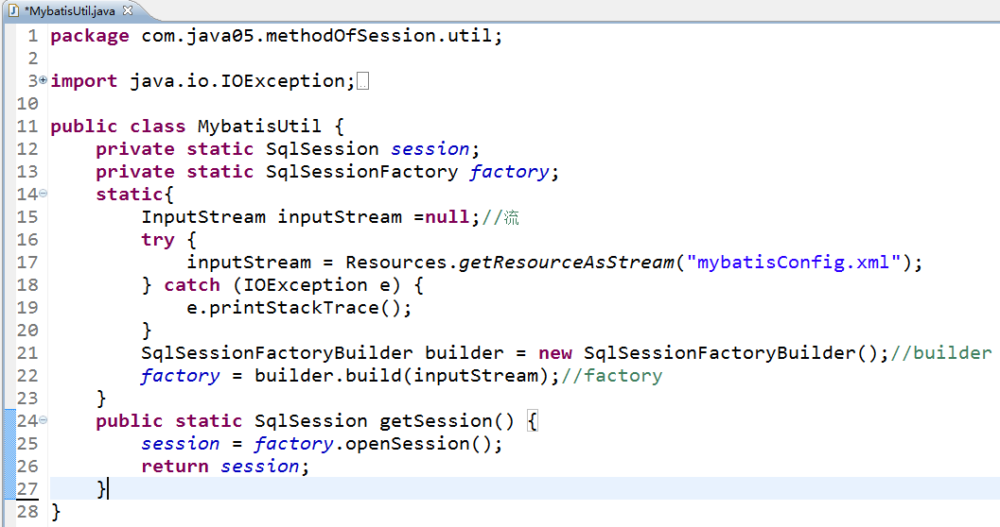 *MybatisUtil.java
1 package com.java05.methodOfSession.util;
2
3 import java.io.IOException;
10
11 public class MybatisUtil {
12     private static SqlSession session;
13     private static SqlSessionFactory factory;
14     static{
15         InputStream inputStream =null;//流
16         try {
17             inputStream = Resources.getResourceAsStream("mybatisConfig.xml");
18         } catch (IOException e) {
19             e.printStackTrace();
20         }
21         SqlSessionFactoryBuilder builder = new SqlSessionFactoryBuilder();//builder
22         factory = builder.build(inputStream);//factory
23     }
24     public static SqlSession getSession() {
25         session = factory.openSession();
26         return session;
27     }
28 }